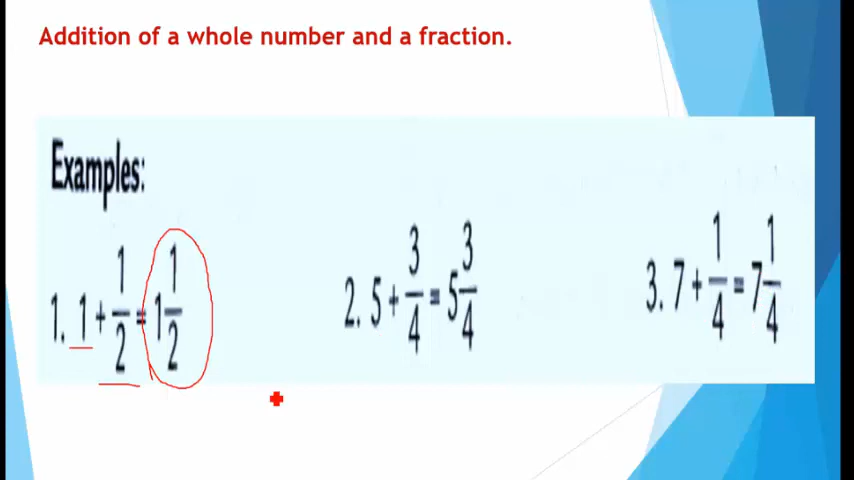 Addition of a whole number and a fraction.
Examples:
1. 1 + 1/2 = 1 1/2
2. 5 + 3/4 = 5 3/4
3. 7 + 1/4 = 7 1/4